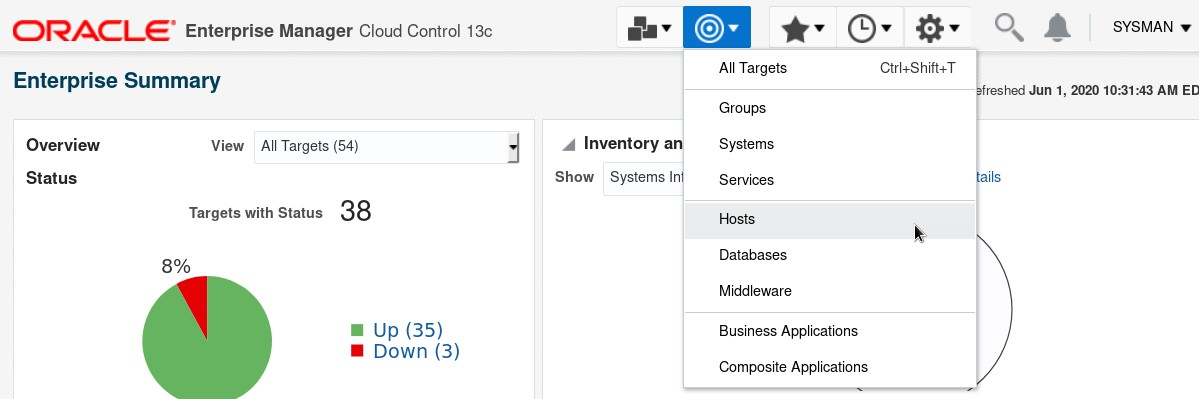 ORACLE Enterprise Manager Cloud Control 13c
SYSMAN
Enterprise Summary
efreshed Jun 1, 2020 10:31:43 AM ED
All Targets Ctrl+Shift+T
Groups
Systems
Services
Hosts
Databases
Middleware
Business Applications
Composite Applications
Overview
View All Targets (54)
Status
Targets with Status 38
8%
Up (35)
Down (3)
Inventory an
Show Systems Inf
tails